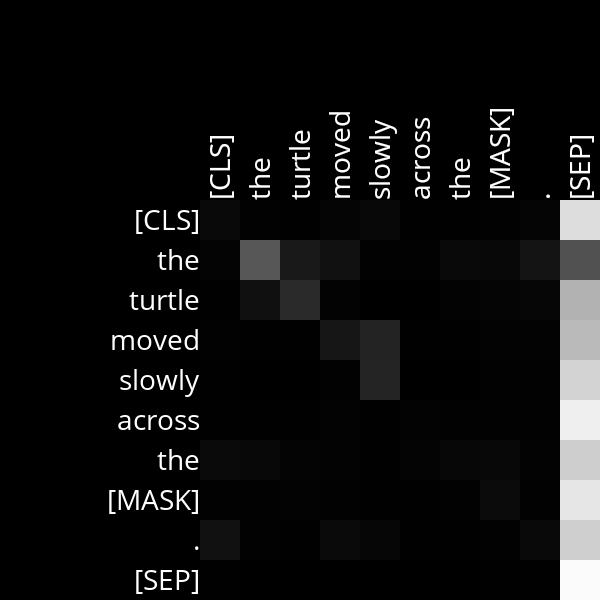 [CLS] the turtle moved slowly across the [MASK] . [SEP]
[CLS]
the
turtle
moved
slowly
across
the
[MASK]
.
[SEP]